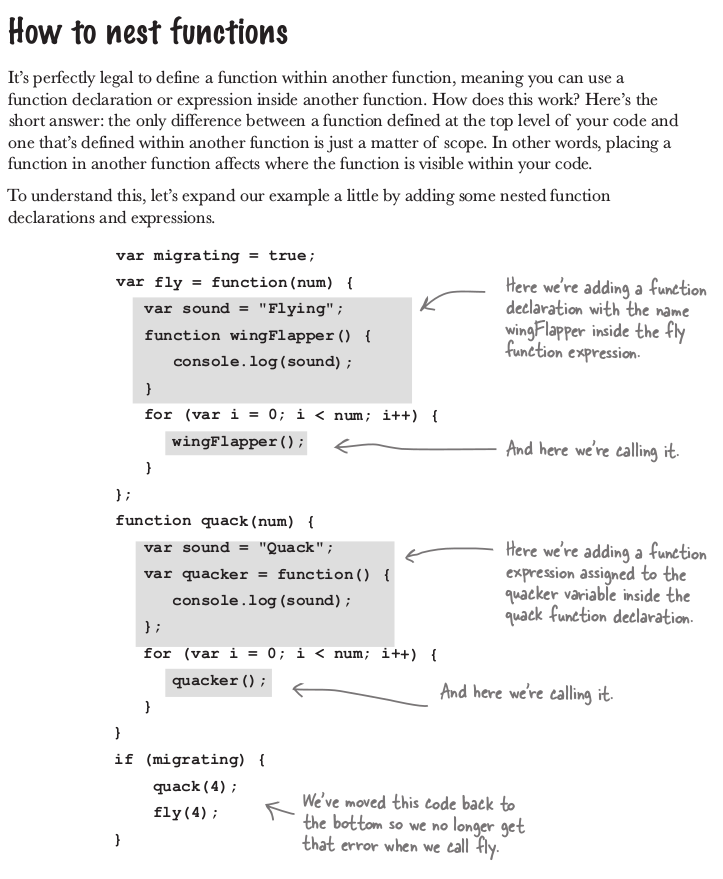 How to nest functions
It's perfectly legal to define a function within another function, meaning you can use a
function declaration or expression inside another function. How does this work? Here's the
short answer: the only difference between a function defined at the top level of your code and
one that's defined within another function is just a matter of scope. In other words, placing a
function in another function affects where the function is visible within your code.
To understand this, let's expand our example a little by adding some nested function
declarations and expressions.
var migrating = true;
var fly = function(num) {
var sound = "Flying";
function wingFlapper() {
console.log(sound);
}
for (var i = 0; i < num; i++) {
wingFlapper();
}
};
Here we're adding a function
declaration with the name
wingFlapper inside the fly
function expression.
And here we're calling it.
function quack(num) {
var sound = "Quack";
var quacker = function() {
console.log(sound);
};
for (var i = 0; i < num; i++) {
quacker();
}
}
Here we're adding a function
expression assigned to the
quacker variable inside the
quack function declaration.
And here we're calling it.
if (migrating) {
quack(4);
fly(4);
}
We've moved this code back to
the bottom so we no longer get
that error when we call fly.